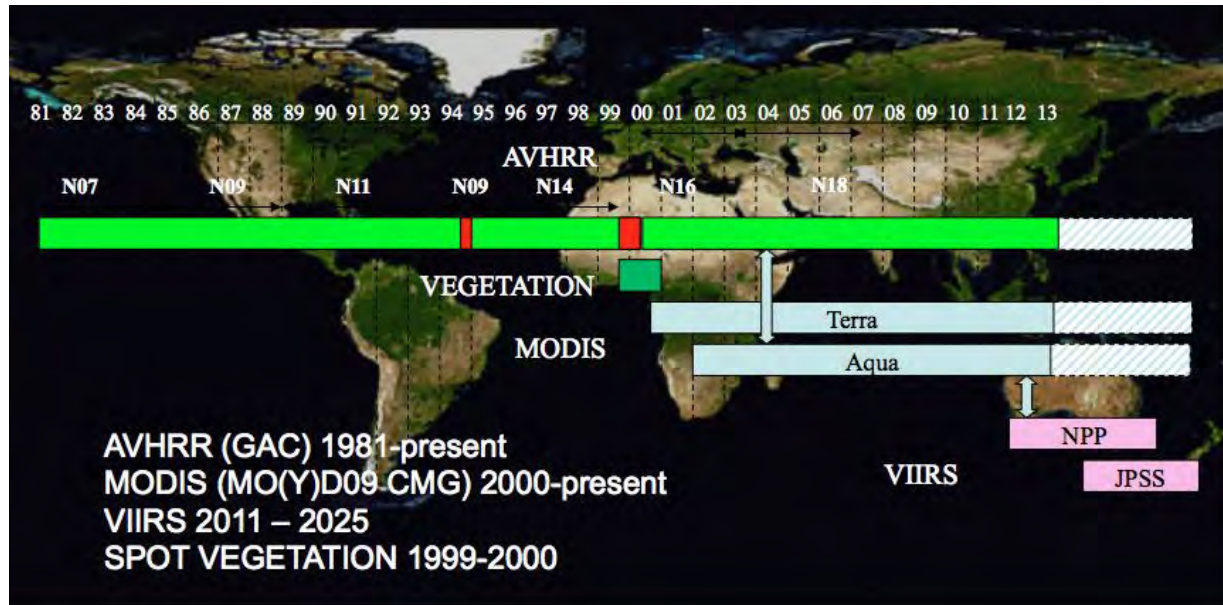 81 82 83 84 85 86 87 88 89 90 91 92 93 94 95 96 97 98 99 00 01 02 03 04 05 06 07 08 09 10 11 12 13
AVHRR
N07 N09 N11 N09 N14 N16 N18
VEGETATION
Terra
MODIS
Aqua
NPP
VIIRS
JPSS
AVHRR (GAC) 1981-present
MODIS (MO(Y)D09 CMG) 2000-present
VIIRS 2011 – 2025
SPOT VEGETATION 1999-2000